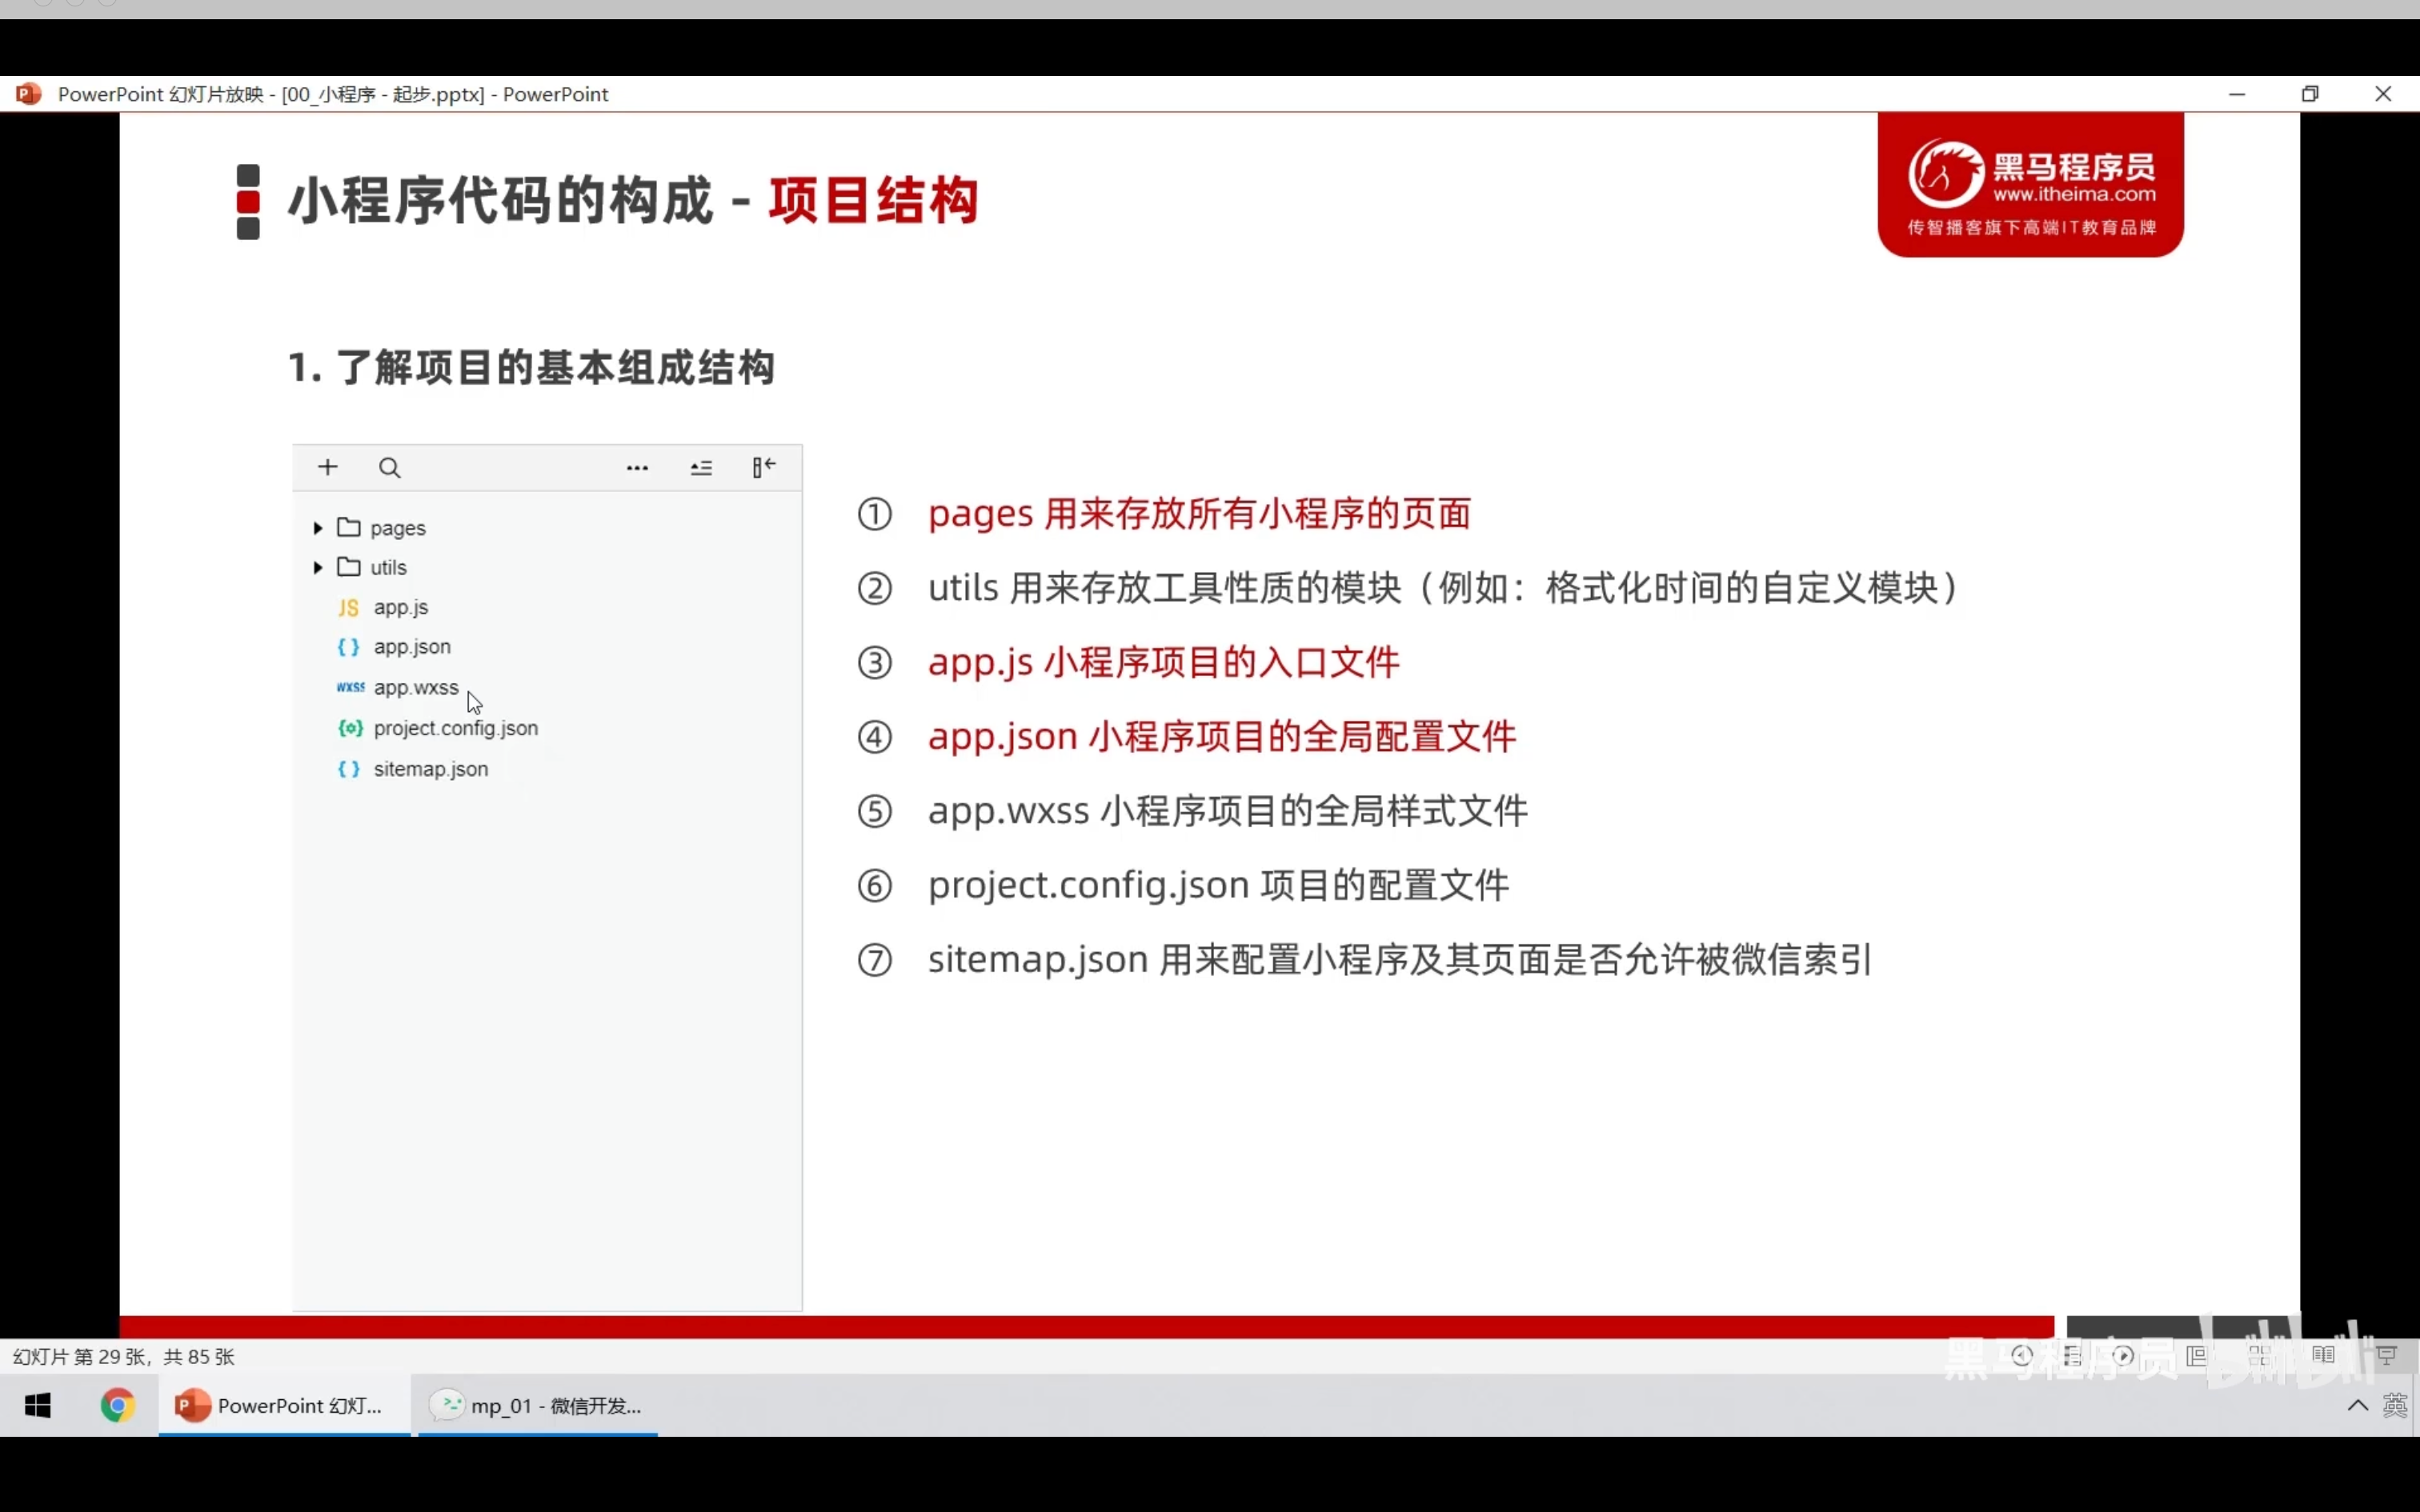 PowerPoint 幻灯片放映 - [00_小程序 - 起步.pptx] - PowerPoint
小程序代码的构成 - 项目结构
黑马程序员
www.itheima.com
传智播客旗下高端IT教育品牌
1. 了解项目的基本组成结构
pages
utils
JS app.js
{ } app.json
WXSS app.wxss
project.config.json
{ } sitemap.json
① pages 用来存放所有小程序的页面
② utils 用来存放工具性质的模块（例如：格式化时间的自定义模块）
③ app.js 小程序项目的入口文件
④ app.json 小程序项目的全局配置文件
⑤ app.wxss 小程序项目的全局样式文件
⑥ project.config.json 项目的配置文件
⑦ sitemap.json 用来配置小程序及其页面是否允许被微信索引
幻灯片 第 29 张，共 85 张
黑马程序员 bilibili
PowerPoint 幻灯...
mp_01 - 微信开发...
英